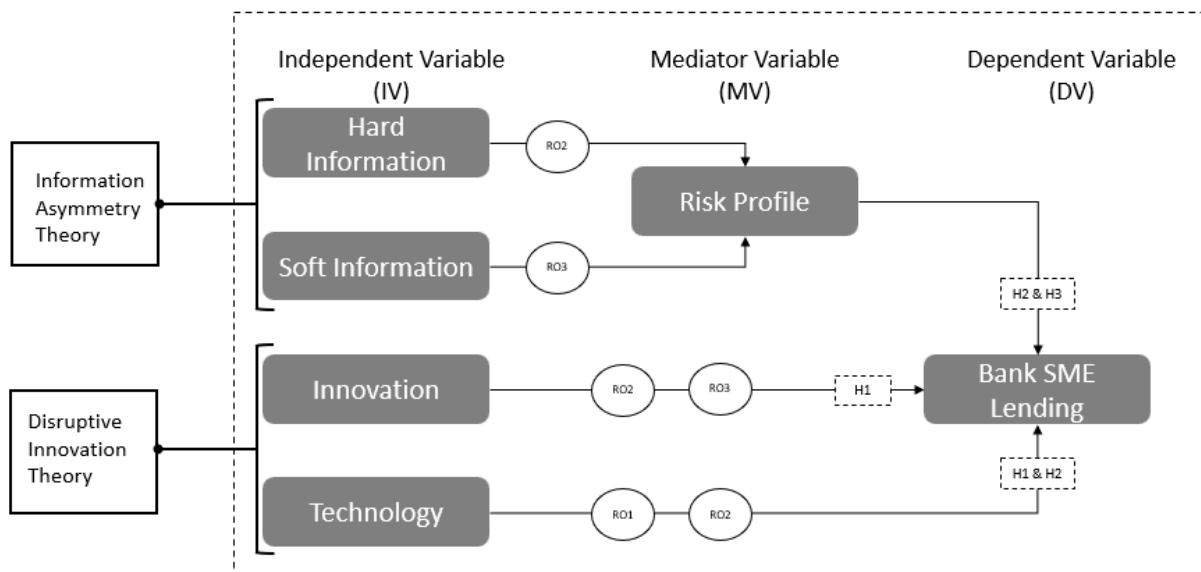 Independent Variable
(IV)
Mediator Variable
(MV)
Dependent Variable
(DV)
Information
Asymmetry
Theory
Hard
Information
RO2
Risk Profile
Soft Information
RO3
H2 & H3
Disruptive
Innovation
Theory
Innovation
RO2
RO3
H1
Bank SME
Lending
H1 & H2
Technology
RO1
RO2